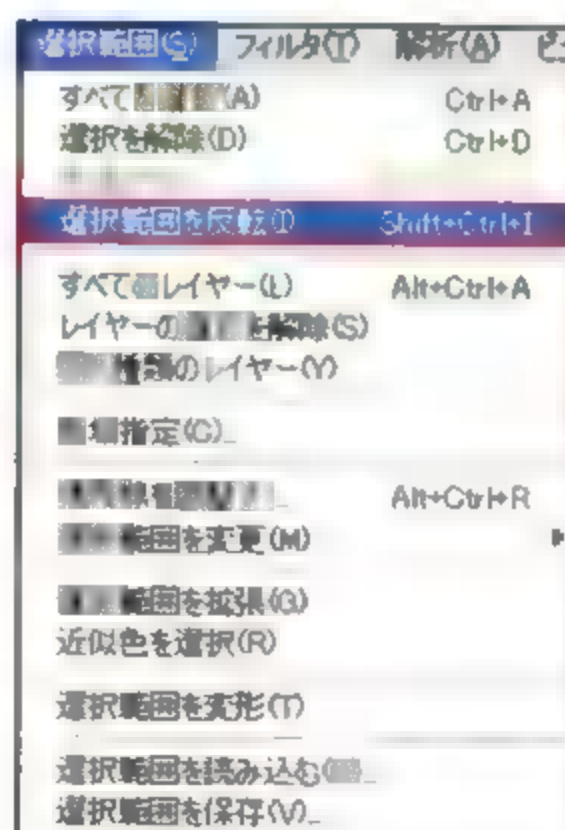 選択範囲(S) フィルタ(T) 解析(A)
すべて (A) Ctrl+A
選択を解除(D) Ctrl+D
選択範囲を反転(I) Shift+Ctrl+I
すべて レイヤー(L) Alt+Ctrl+A
レイヤーの を解除(S)
のレイヤー(Y)
指定(C)...
Alt+Ctrl+R
範囲を変更(M)
範囲を拡張(G)
近似色を選択(R)
選択範囲を変形(T)
選択範囲を読み込む
選択範囲を保存(V)...